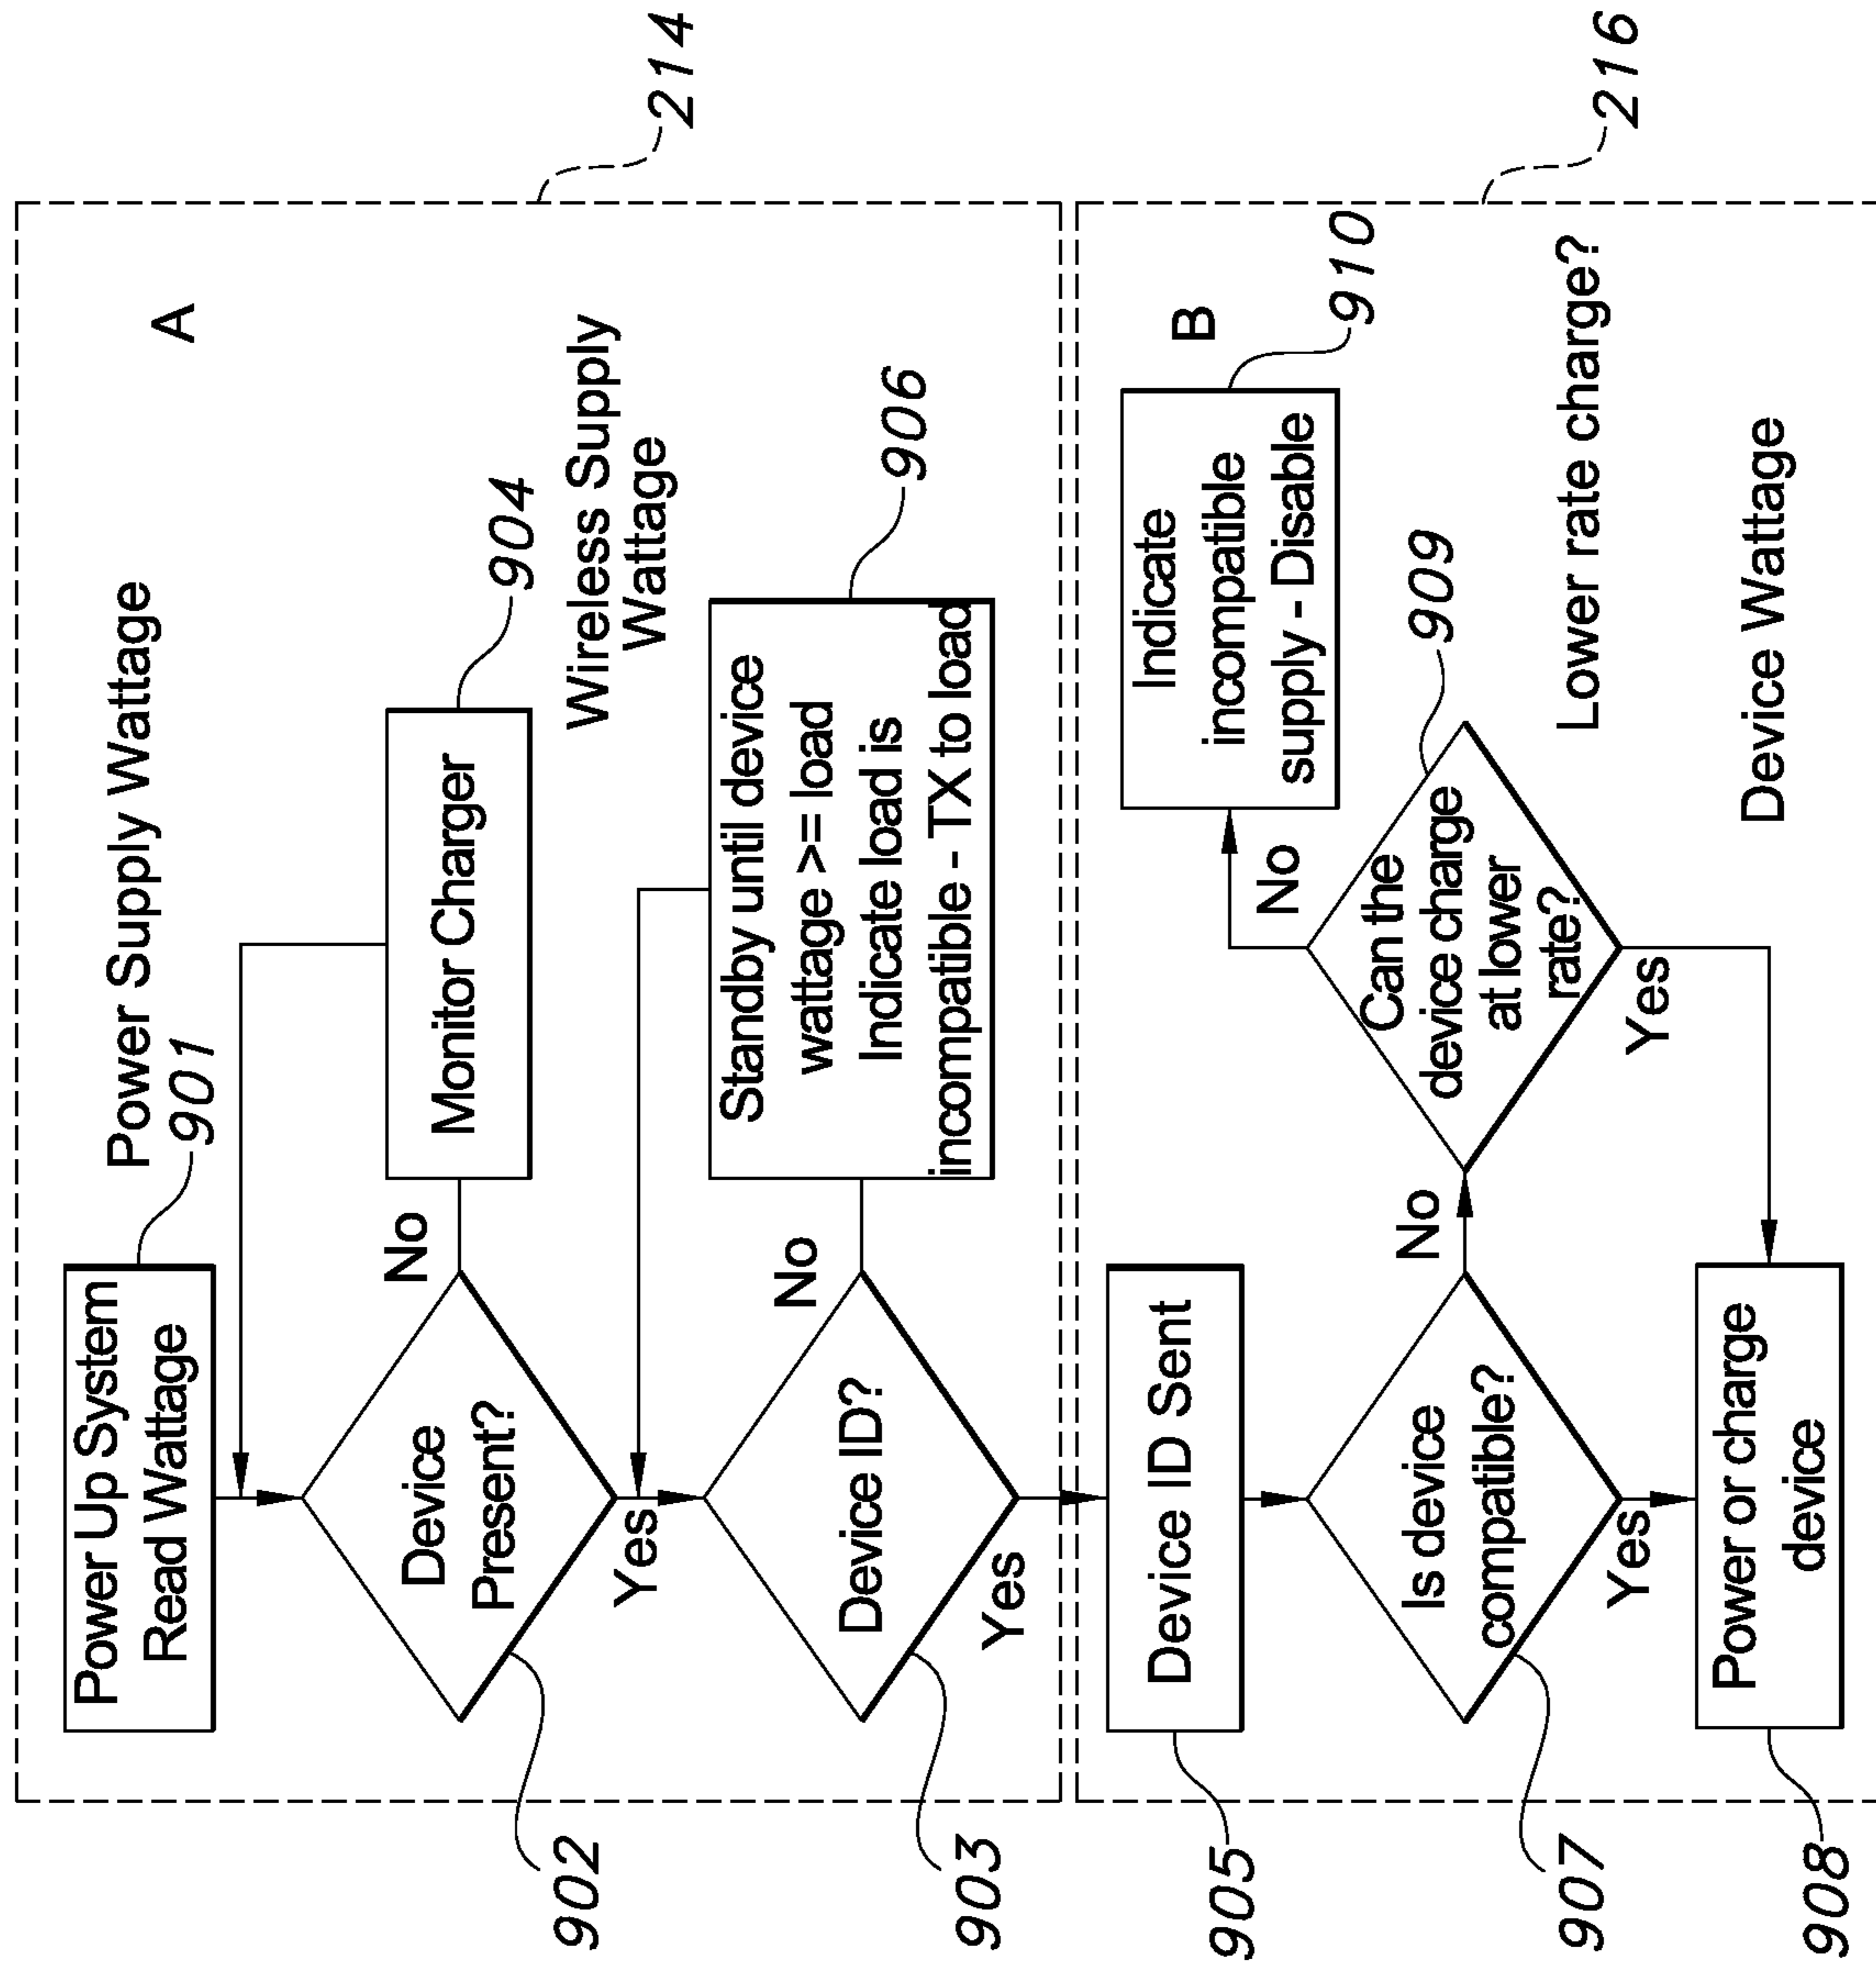 Power Supply Wattage
901
Power Up System
Read Wattage
A
214
Device
Present?
No
Monitor Charger
904
902
Yes
Wireless Supply
Wattage
Device ID?
No
Standby until device
wattage >= load
Indicate load is
incompatible - TX to load
906
903
Yes
Device ID Sent
905
B
Indicate
incompatible
supply - Disable
910
Is device
compatible?
No
No
Can the
device charge
at lower
rate?
909
216
907
Yes
Yes
Lower rate charge?
Power or charge
device
908
Device Wattage